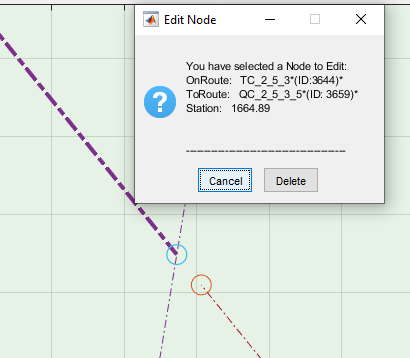 Edit Node
You have selected a Node to Edit:
OnRoute: TC_2_5_3*(ID:3644)*
ToRoute: QC_2_5_3_5*(ID: 3659)*
Station: 1664.89
--------------------------------------------
Cancel Delete